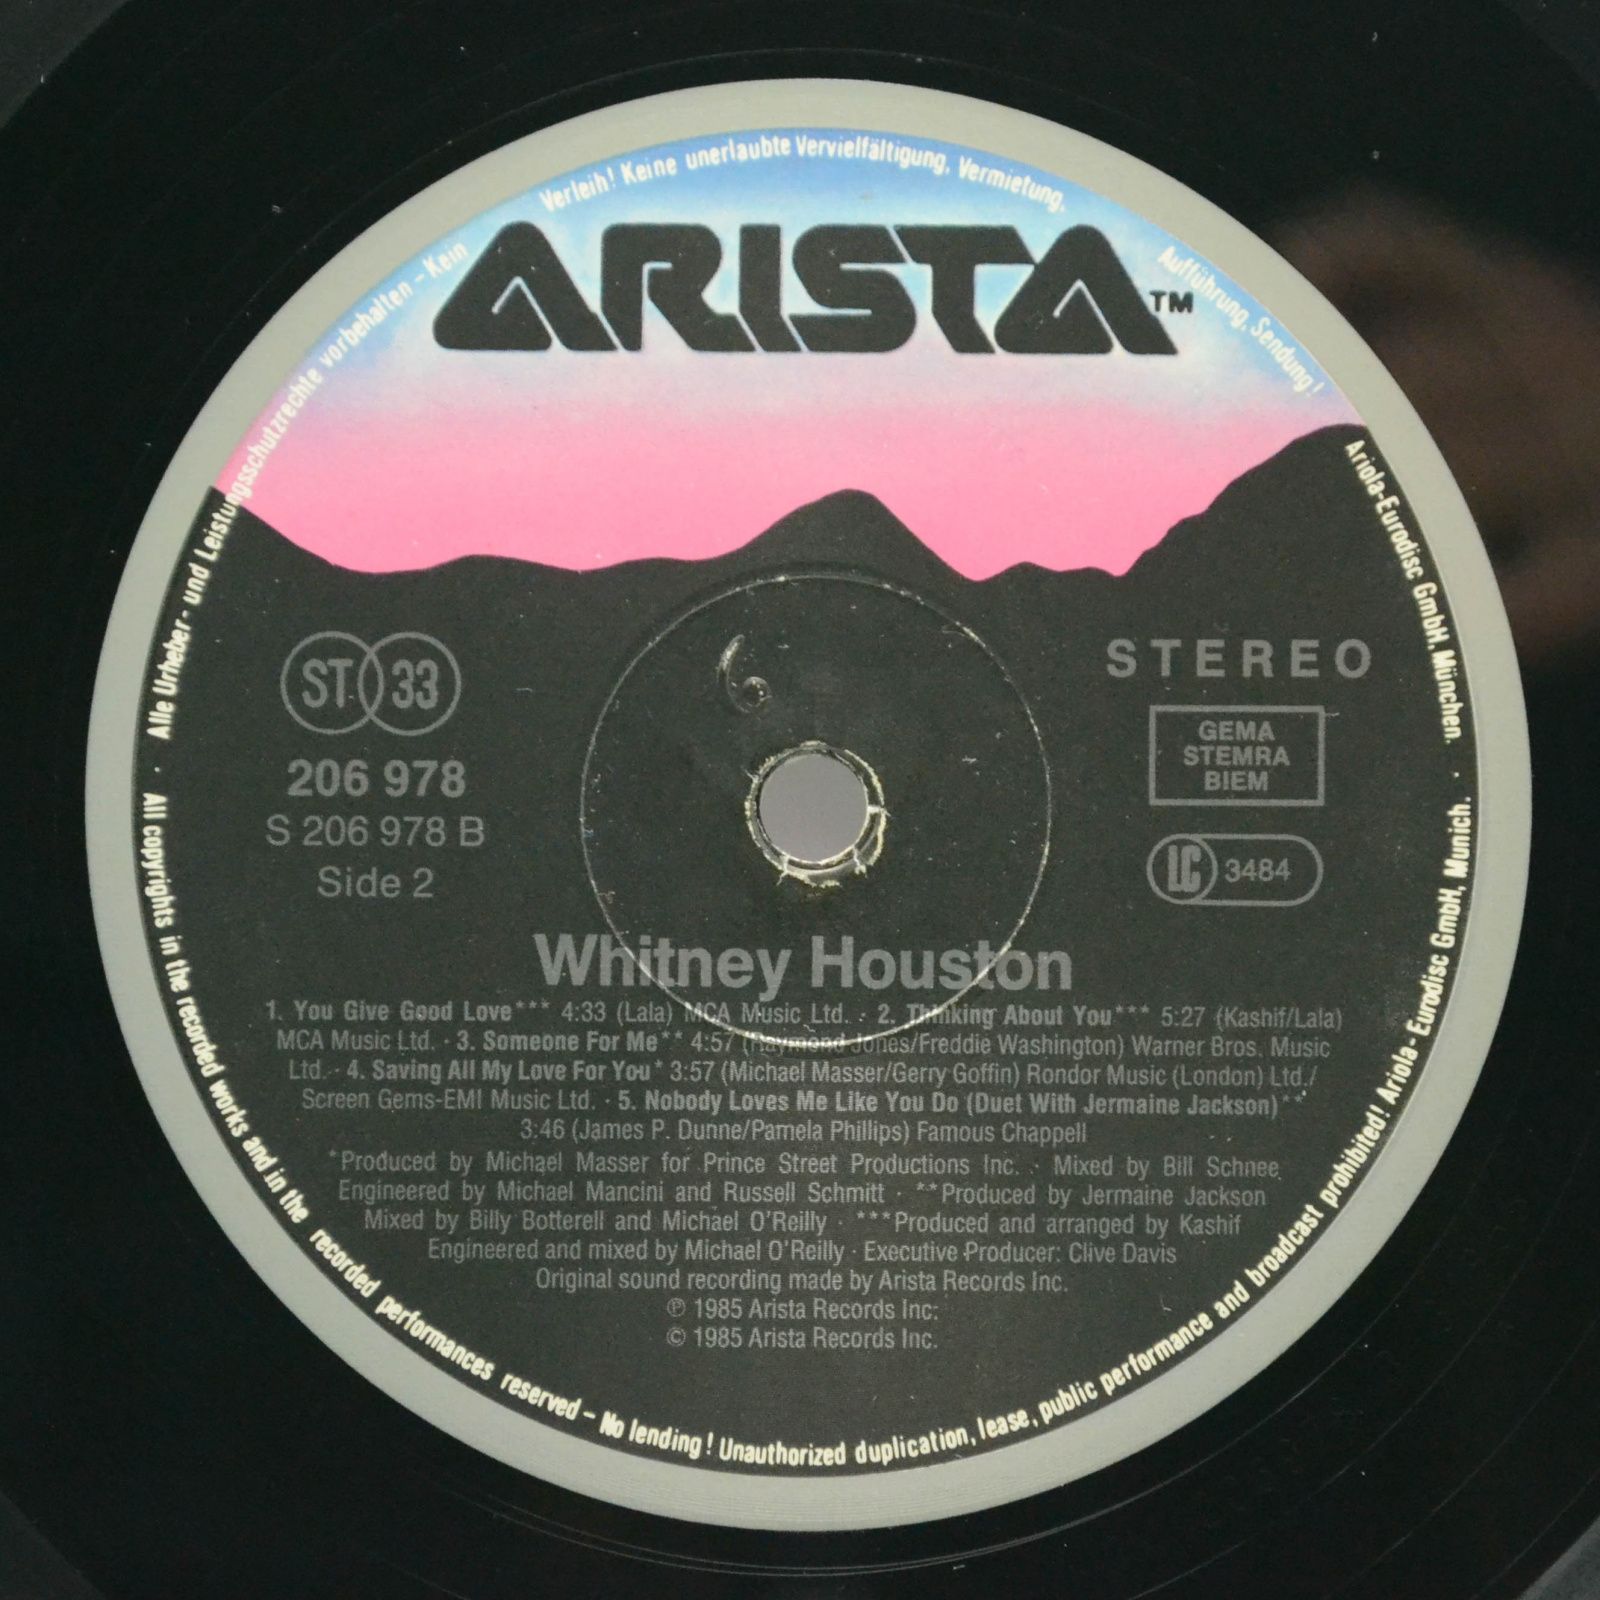 Alle Urheber- und Leistungsschutzrechte vorbehalten – Kein Verleih! Keine unerlaubte Vervielfältigung, Vermietung, Aufführung, Sendung!
Ariola-Eurodisc GmbH, München.
ARISTA™
ST 33
206 978
S 206 978 B
Side 2
STEREO
GEMA
STEMRA
BIEM
LC 3484
Whitney Houston
1. You Give Good Love*** 4:33 (Lala) MCA Music Ltd. · 2. Thinking About You*** 5:27 (Kashif/Lala)
MCA Music Ltd. · 3. Someone For Me** 4:57 (Raymond Jones/Freddie Washington) Warner Bros. Music
Ltd. · 4. Saving All My Love For You* 3:57 (Michael Masser/Gerry Goffin) Rondor Music (London) Ltd./
Screen Gems-EMI Music Ltd. · 5. Nobody Loves Me Like You Do (Duet With Jermaine Jackson)**
3:46 (James P. Dunne/Pamela Phillips) Famous Chappell
*Produced by Michael Masser for Prince Street Productions Inc. · Mixed by Bill Schnee
Engineered by Michael Mancini and Russell Schmitt · **Produced by Jermaine Jackson
Mixed by Billy Botterell and Michael O'Reilly · ***Produced and arranged by Kashif
Engineered and mixed by Michael O'Reilly · Executive Producer: Clive Davis
Original sound recording made by Arista Records Inc.
℗ 1985 Arista Records Inc.
© 1985 Arista Records Inc.
All copyrights in the recorded works and in the recorded performances reserved – No lending! Unauthorized duplication, lease, public performance and broadcast prohibited! Ariola-Eurodisc GmbH, Munich.